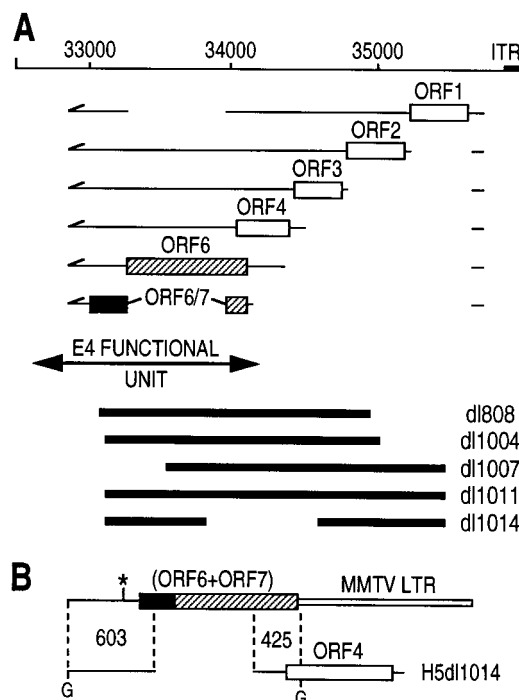 A
33000 34000 35000 ITR
ORF1
ORF2
ORF3
ORF4
ORF6
ORF6/7
E4 FUNCTIONAL
UNIT
dl808
dl1004
dl1007
dl1011
dl1014
B
* (ORF6+ORF7) MMTV LTR
603 425 ORF4
H5dl1014
G G